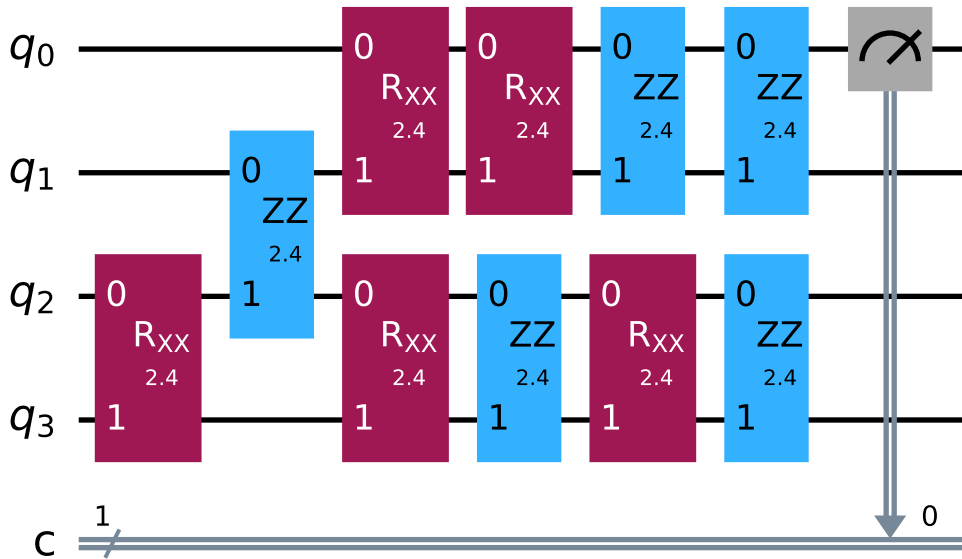 q0 0 0 0 0
RXX RXX ZZ ZZ
2.4 2.4 2.4 2.4
q1 0 1 1 1 1
ZZ
2.4
q2 0 1 0 0 0 0
RXX RXX ZZ RXX ZZ
2.4 2.4 2.4 2.4 2.4
q3 1 1 1 1 1
1 0
c